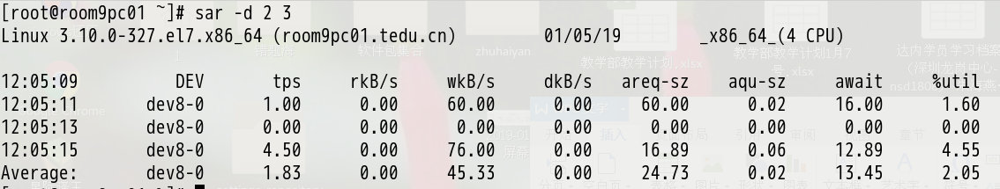 [root@room9pc01 ~]# sar -d 2 3
Linux 3.10.0-327.el7.x86_64 (room9pc01.tedu.cn) 01/05/19 _x86_64_(4 CPU)
12:05:09 DEV tps rkB/s wkB/s dkB/s areq-sz aqu-sz await %util
12:05:11 dev8-0 1.00 0.00 60.00 0.00 60.00 0.02 16.00 1.60
12:05:13 dev8-0 0.00 0.00 0.00 0.00 0.00 0.00 0.00 0.00
12:05:15 dev8-0 4.50 0.00 76.00 0.00 16.89 0.06 12.89 4.55
Average: dev8-0 1.83 0.00 45.33 0.00 24.73 0.02 13.45 2.05